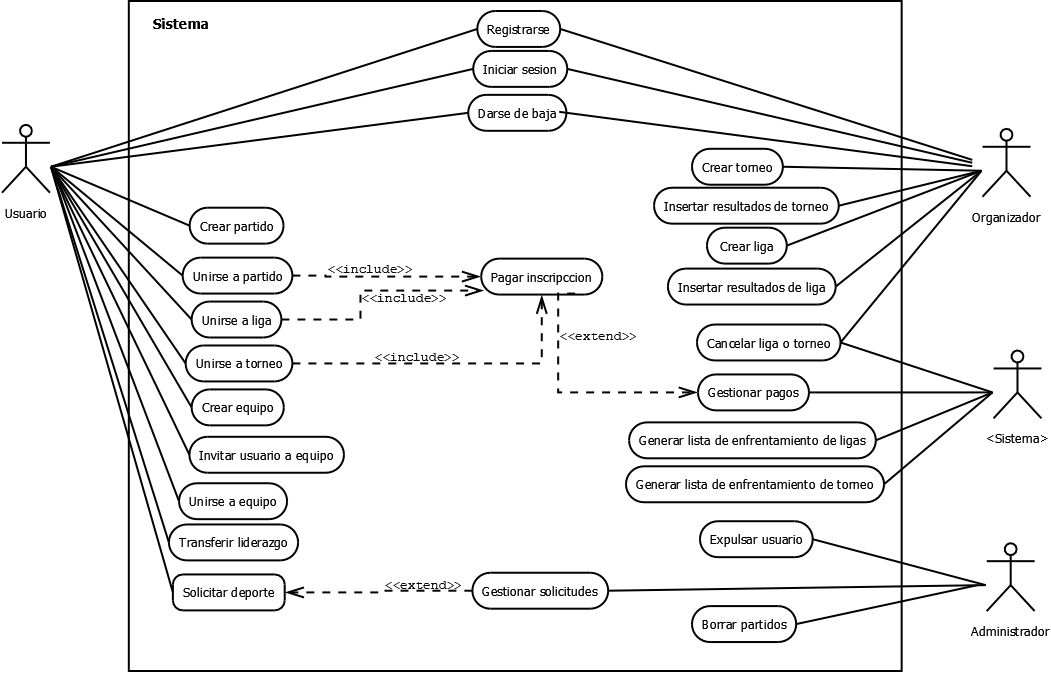 Sistema
Registrarse
Iniciar sesion
Darse de baja
Usuario
Organizador
Crear torneo
Insertar resultados de torneo
Crear liga
Insertar resultados de liga
Crear partido
Unirse a partido
<<include>>
Pagar inscripccion
Unirse a liga
<<include>>
Unirse a torneo
<<include>>
<<extend>>
Cancelar liga o torneo
Gestionar pagos
<Sistema>
Crear equipo
Generar lista de enfrentamiento de ligas
Invitar usuario a equipo
Generar lista de enfrentamiento de torneo
Unirse a equipo
Transferir liderazgo
Expulsar usuario
Solicitar deporte
<<extend>>
Gestionar solicitudes
Borrar partidos
Administrador